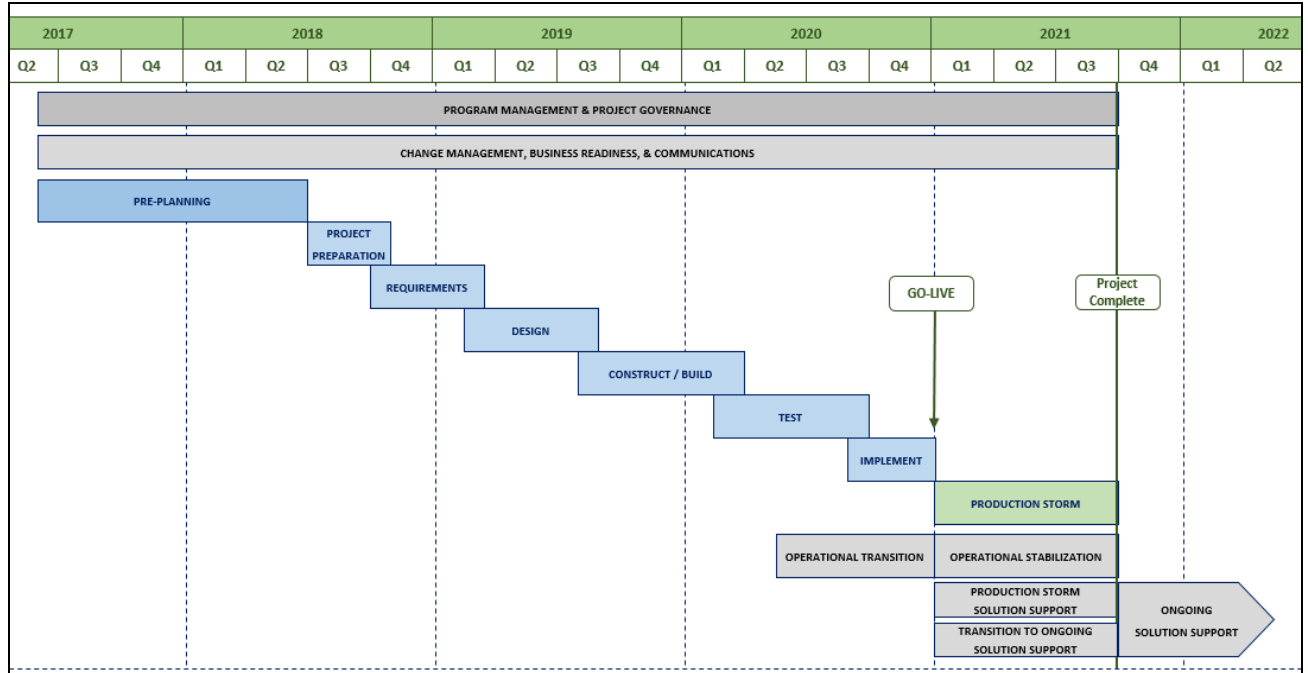 2017 2018 2019 2020 2021 2022
Q2 Q3 Q4 Q1 Q2 Q3 Q4 Q1 Q2 Q3 Q4 Q1 Q2 Q3 Q4 Q1 Q2 Q3 Q4 Q1 Q2
PROGRAM MANAGEMENT & PROJECT GOVERNANCE
CHANGE MANAGEMENT, BUSINESS READINESS, & COMMUNICATIONS
PRE-PLANNING
PROJECT
PREPARATION
REQUIREMENTS
GO-LIVE
Project
Complete
DESIGN
CONSTRUCT / BUILD
TEST
IMPLEMENT
PRODUCTION STORM
OPERATIONAL TRANSITION
OPERATIONAL STABILIZATION
PRODUCTION STORM
SOLUTION SUPPORT
TRANSITION TO ONGOING
SOLUTION SUPPORT
ONGOING
SOLUTION SUPPORT